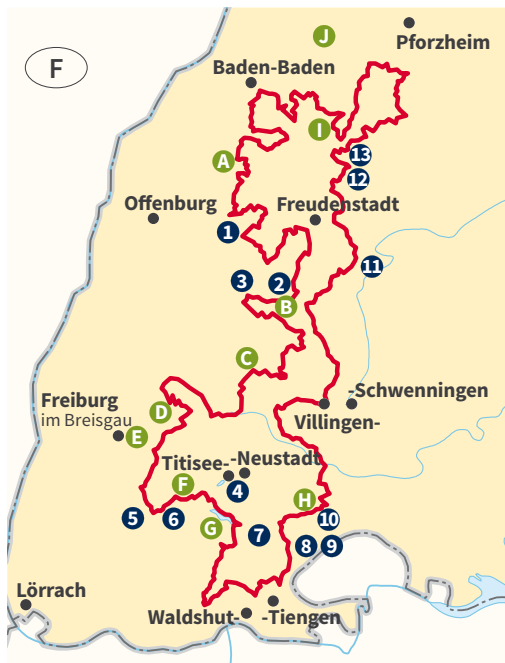 Pforzheim
J
F
Baden-Baden
I
13
A
12
Offenburg
Freudenstadt
1
11
3
2
B
C
-Schwenningen
Freiburg
im Breisgau
D
Villingen-
E
Titisee-
-Neustadt
F
4
H
5
6
10
G
7
8
9
Lörrach
Waldshut-
-Tiengen